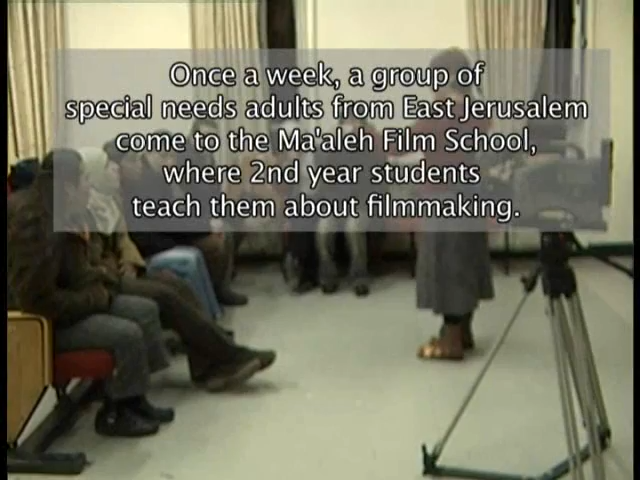 Once a week, a group of
special needs adults from East Jerusalem
come to the Ma'aleh Film School,
where 2nd year students
teach them about filmmaking.